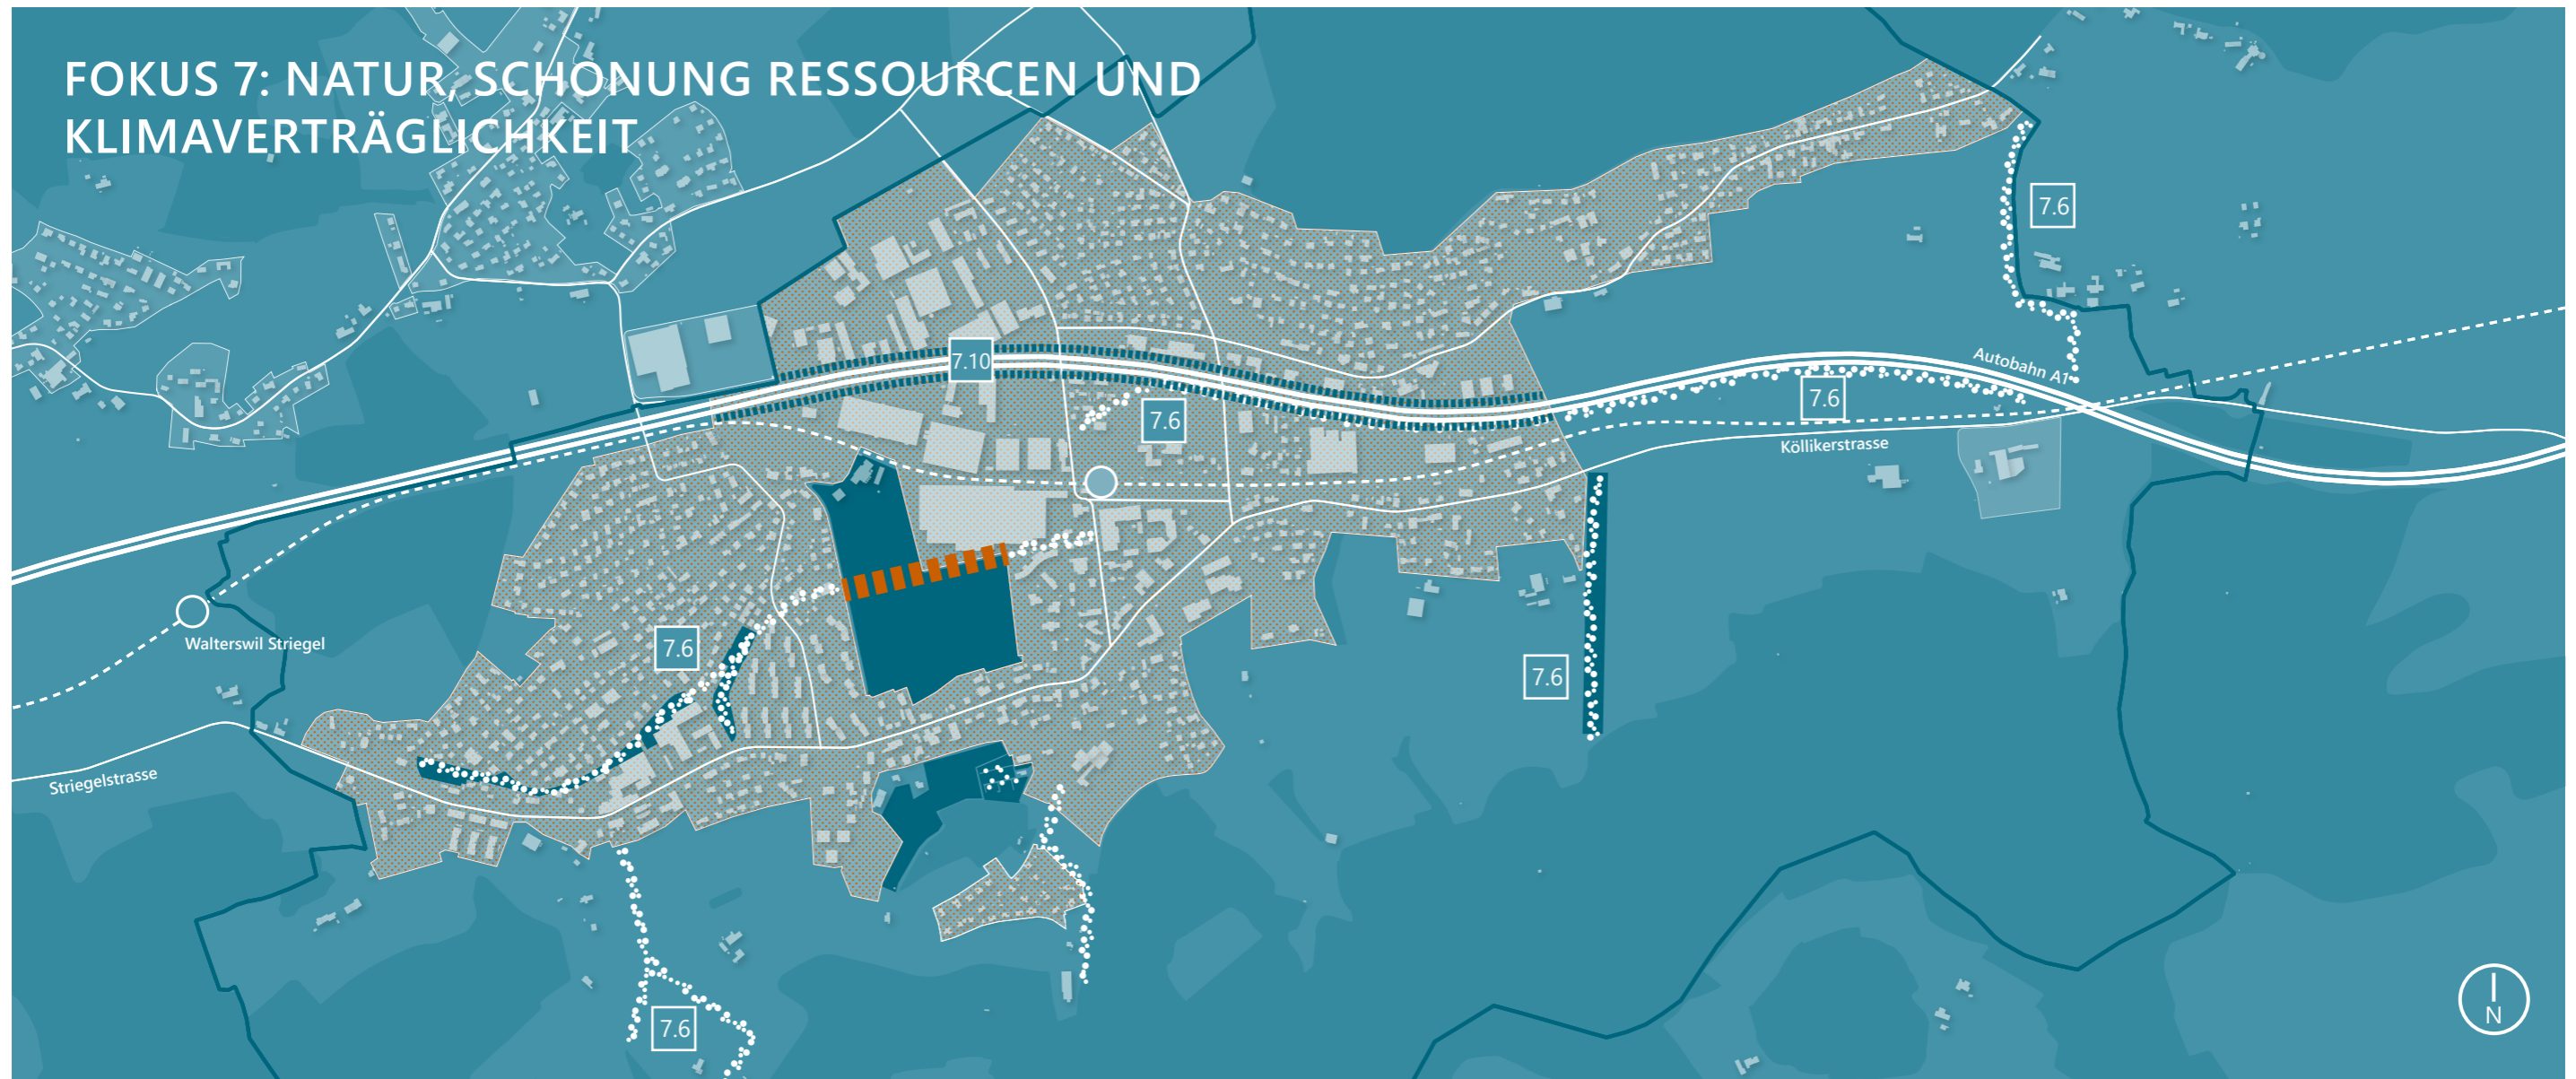 FOKUS 7: NATUR, SCHONUNG RESSOURCEN UND
KLIMAVERTRÄGLICHKEIT
7.6
Autobahn A1
7.10
7.6
7.6
Köllikerstrasse
Walterswil Striegel
7.6
7.6
Striegelstrasse
7.6
N